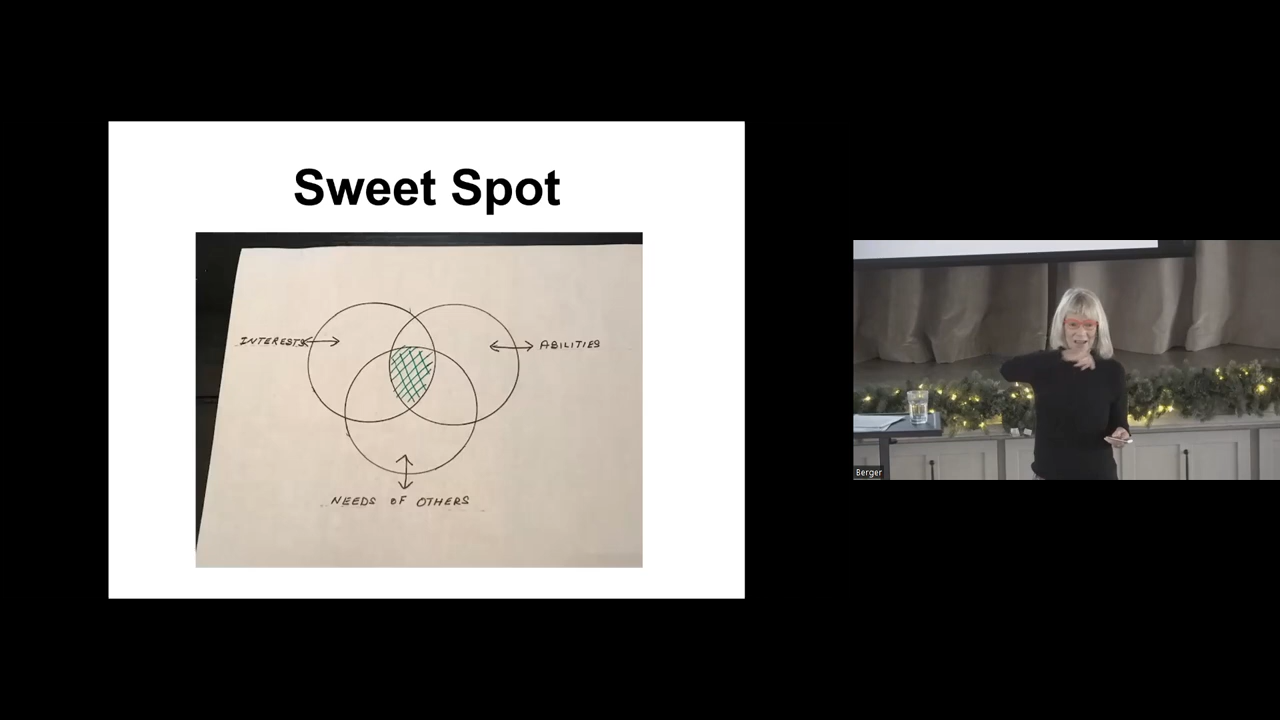 Sweet Spot
INTERESTS
ABILITIES
NEEDS OF OTHERS
Berger